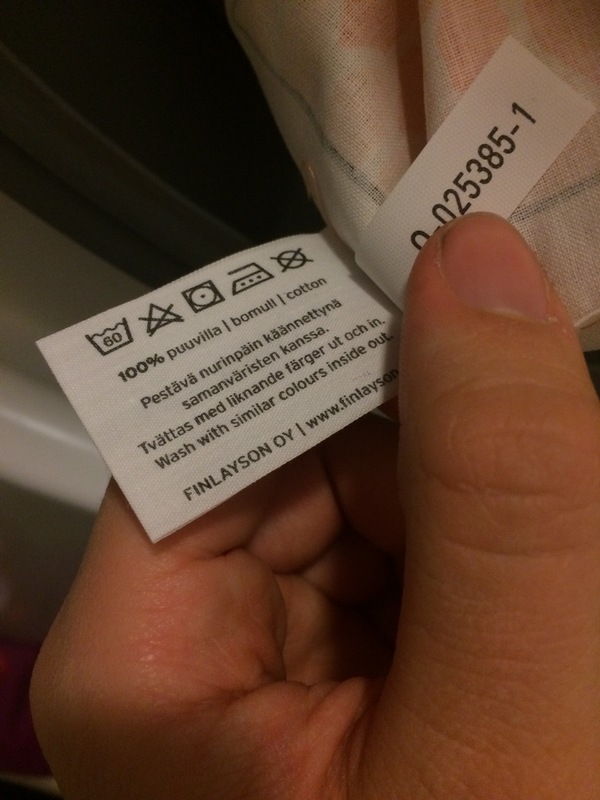 025385-1
60
100% puuvilla | bomull | cotton
Pestävä nurinpäin käännettynä
samanväristen kanssa.
Tvättas med liknande färger ut och in.
Wash with similar colours inside out.
FINLAYSON OY | www.finlayson